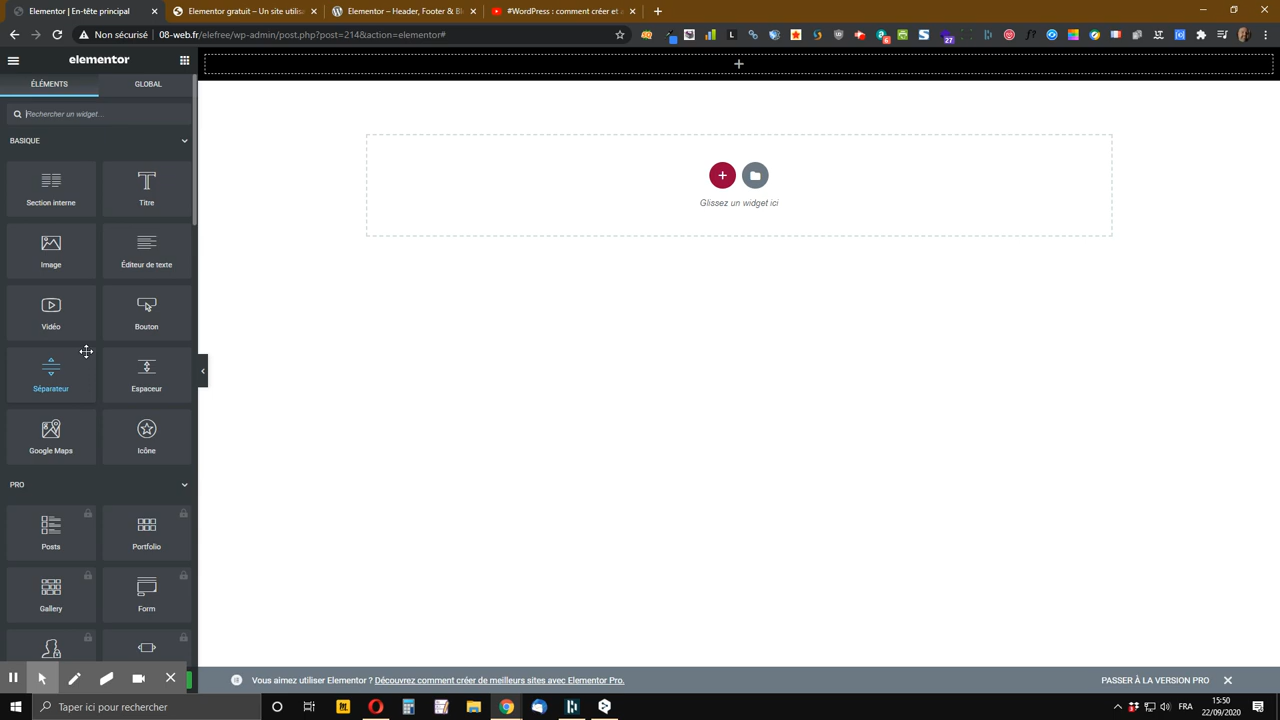 Elementor | En-tête principal
Elementor gratuit – Un site utilis
Elementor – Header, Footer & Bl
#WordPress : comment créer et
Non sécurisé | 08-web.fr/elefree/wp-admin/post.php?post=214&action=elementor#
27
elementor
ÉLÉMENTS
GLOBAL
Rechercher un widget...
BASIQUE
Section interne
Titre
Image
Éditeur de texte
Vidéo
Bouton
Séparateur
Espaceur
Google Maps
Icône
PRO
Posts
Portfolio
Gallery
Form
Glissez un widget ici
Vous aimez utiliser Elementor ? Découvrez comment créer de meilleurs sites avec Elementor Pro.
PASSER À LA VERSION PRO
Taper ici pour rechercher
FRA
15:50
22/09/2020